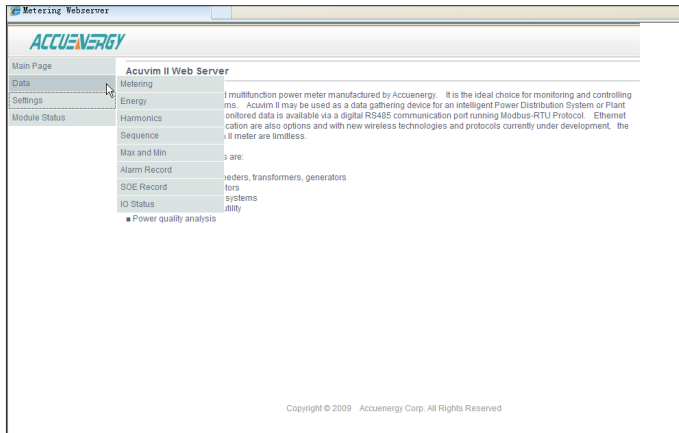 Metering Webserver
ACCUENERGY
Main Page
Data
Settings
Module Status
Acuvim II Web Server
Metering
Energy
Harmonics
Sequence
Max and Min
Alarm Record
SOE Record
IO Status
multifunction power meter manufactured by Accuenergy. It is the ideal choice for monitoring and controlling
ms. Acuvim II may be used as a data gathering device for an intelligent Power Distribution System or Plant
onitored data is available via a digital RS485 communication port running Modbus-RTU Protocol. Ethernet
cation are also options and with new wireless technologies and protocols currently under development, the
II meter are limitless.
s are:
eeders, transformers, generators
tors
systems
utility
■ Power quality analysis
Copyright © 2009 Accuenergy Corp. All Rights Reserved